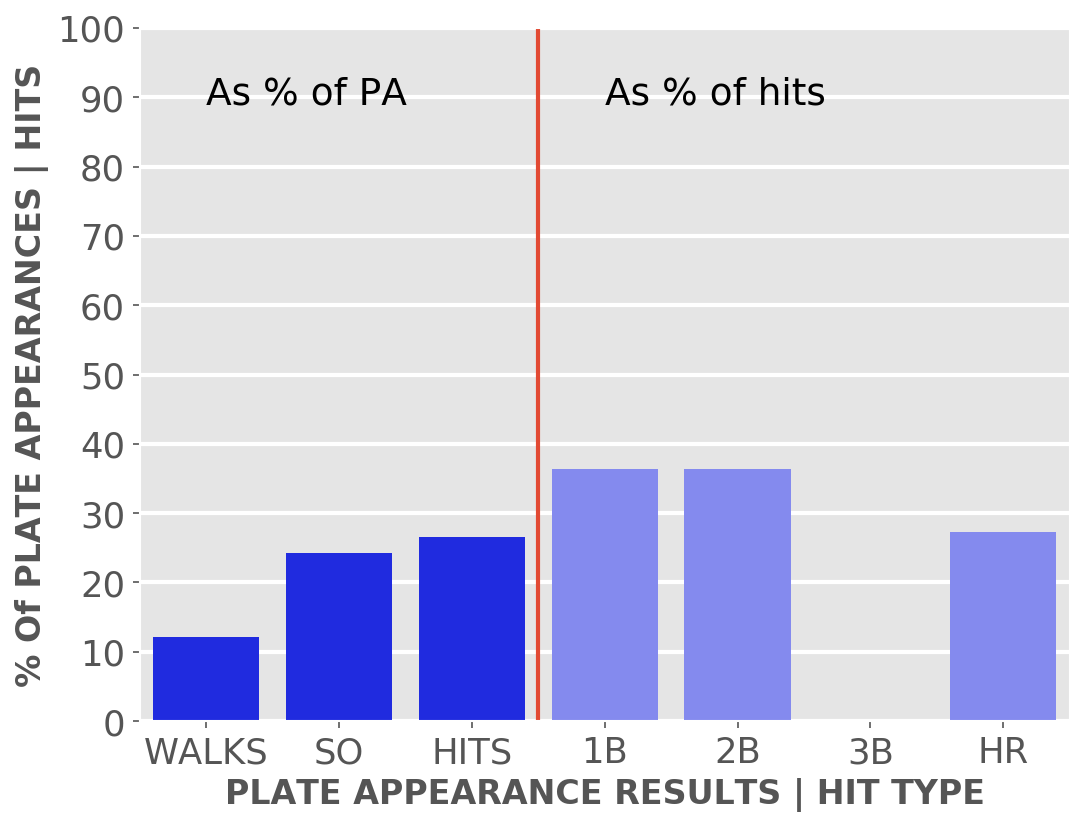 100
90
80
70
60
50
40
30
20
10
0
% Of PLATE APPEARANCES | HITS
As % of PA
As % of hits
WALKS SO HITS 1B 2B 3B HR
PLATE APPEARANCE RESULTS | HIT TYPE